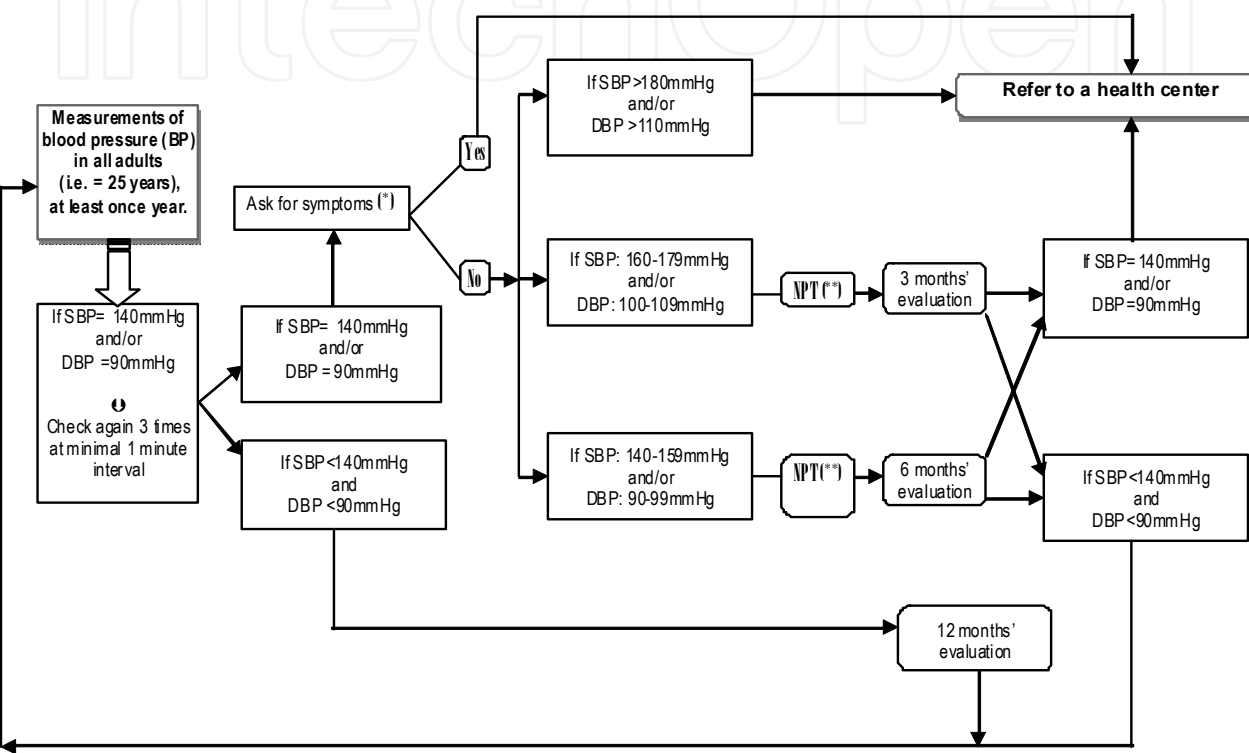 IntechOpen
Measurements of
blood pressure (BP)
in all adults
(i.e. = 25 years),
at least once year.
If SBP= 140mmHg
and/or
DBP =90mmHg
Check again 3 times
at minimal 1 minute
interval
If SBP= 140mmHg
and/or
DBP = 90mmHg
If SBP<140mmHg
and
DBP <90mmHg
Ask for symptoms (*)
Yes
No
If SBP>180mmHg
and/or
DBP >110mmHg
If SBP: 160-179mmHg
and/or
DBP: 100-109mmHg
If SBP: 140-159mmHg
and/or
DBP: 90-99mmHg
NPT (**)
3 months'
evaluation
NPT(**)
6 months'
evaluation
Refer to a health center
If SBP= 140mmHg
and/or
DBP =90mmHg
If SBP<140mmHg
and
DBP<90mmHg
12 months'
evaluation